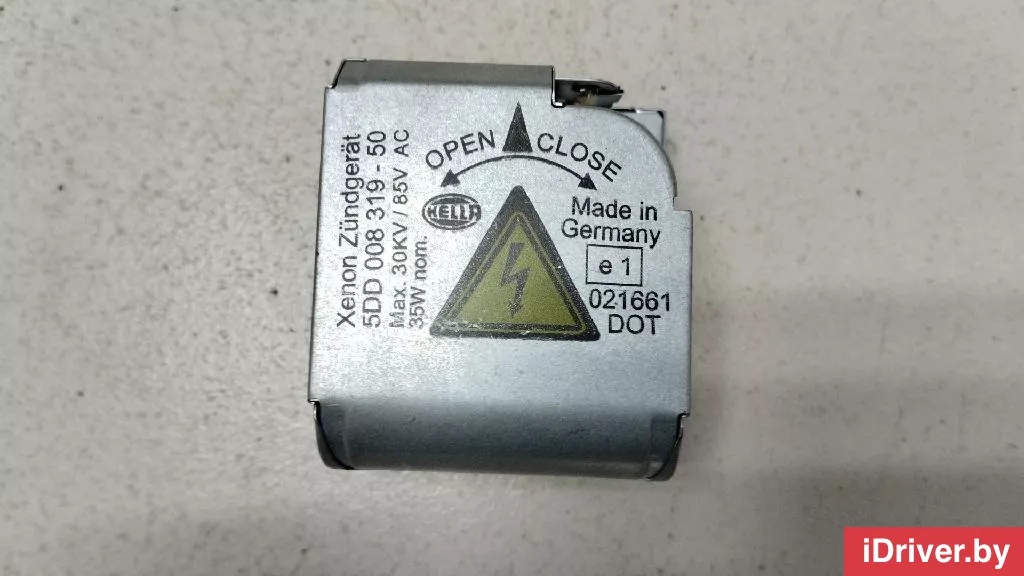 Xenon Zündgerät
5DD 008 319 - 50
Max. 30KV / 85V AC
35W nom.
OPEN CLOSE
HELLA
Made in
Germany
e 1
021661
DOT
iDriver.by